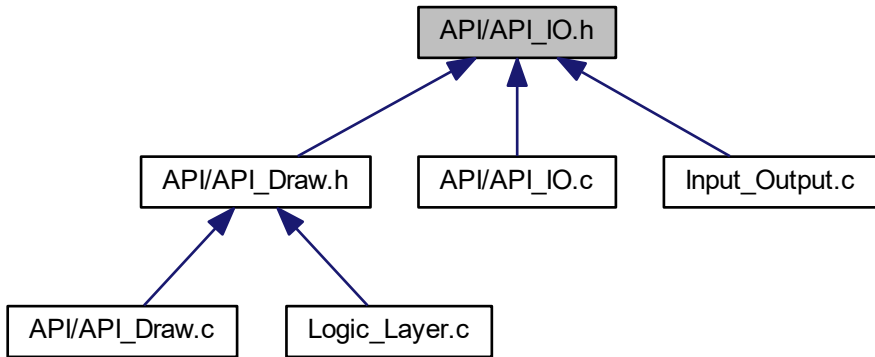 API/API_IO.h
API/API_Draw.h
API/API_IO.c
Input_Output.c
API/API_Draw.c
Logic_Layer.c